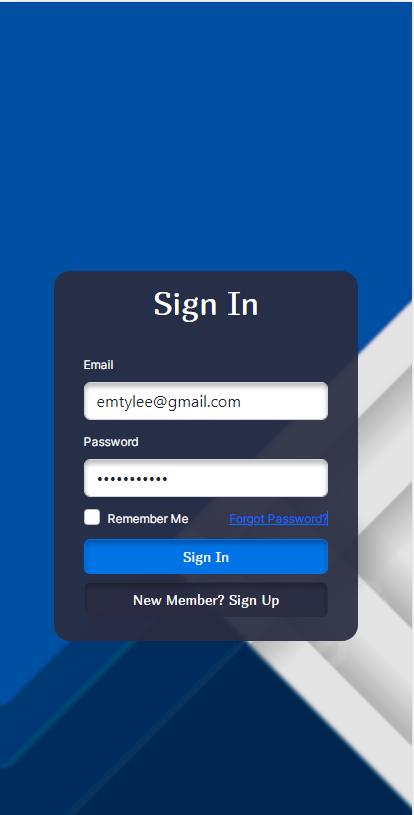 Sign In
Email
emtylee@gmail.com
Password
•••••••••••
Remember Me Forgot Password?
Sign In
New Member? Sign Up